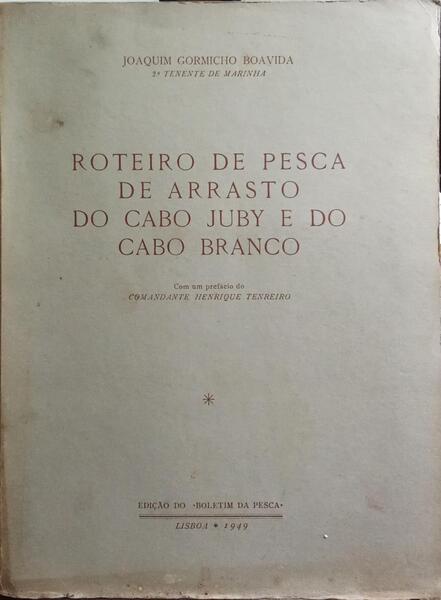 JOAQUIM GORMICHO BOAVIDA
2º TENENTE DE MARINHA
ROTEIRO DE PESCA
DE ARRASTO
DO CABO JUBY E DO
CABO BRANCO
Com um prefácio do
COMANDANTE HENRIQUE TENREIRO
*
EDIÇÃO DO «BOLETIM DA PESCA»
LISBOA * 1949